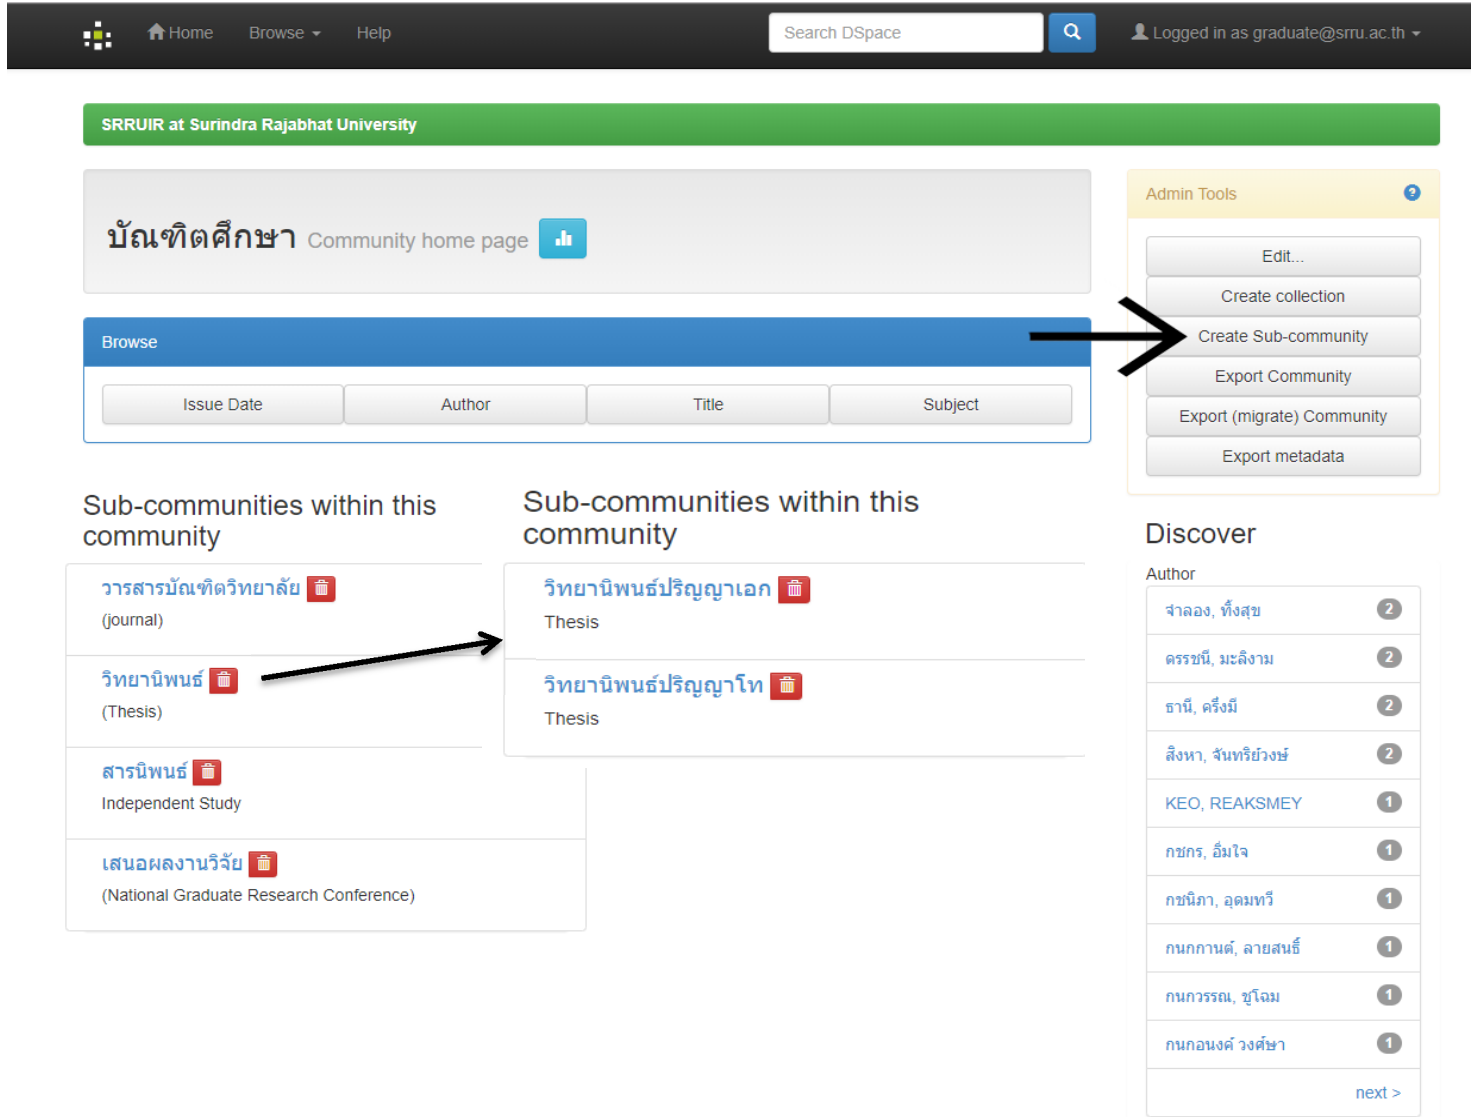 Home Browse Help Search DSpace Logged in as graduate@srru.ac.th
SRRUIR at Surindra Rajabhat University
บัณฑิตศึกษา Community home page
Browse
Issue Date Author Title Subject
Sub-communities within this
community
วารสารบัณฑิตวิทยาลัย
(journal)
วิทยานิพนธ์
(Thesis)
สารนิพนธ์
Independent Study
เสนอผลงานวิจัย
(National Graduate Research Conference)
Sub-communities within this
community
วิทยานิพนธ์ปริญญาเอก
Thesis
วิทยานิพนธ์ปริญญาโท
Thesis
Admin Tools
Edit...
Create collection
Create Sub-community
Export Community
Export (migrate) Community
Export metadata
Discover
Author
จำลอง, ทิ้งสุข 2
ดรรชนี, มะลิงาม 2
ธานี, ครึ่งมี 2
สิงหา, จันทริย์วงษ์ 2
KEO, REAKSMEY 1
กชกร, อิ่มใจ 1
กชนิภา, อุดมทวี 1
กนกกานต์, ลายสนธิ์ 1
กนกวรรณ, ชูโฉม 1
กนกอนงค์ วงศ์ษา 1
next >